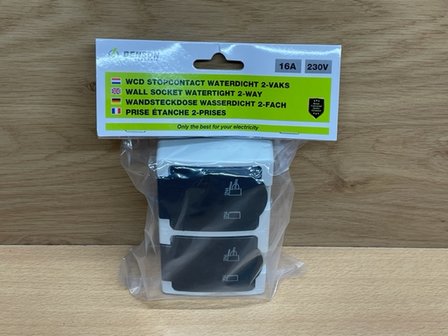 BENSON
16A
230V
WCD STOPCONTACT WATERDICHT 2-VAKS
WALL SOCKET WATERTIGHT 2-WAY
WANDSTECKDOSE WASSERDICHT 2-FACH
PRISE ÉTANCHE 2-PRISES
Only the best for your electricity